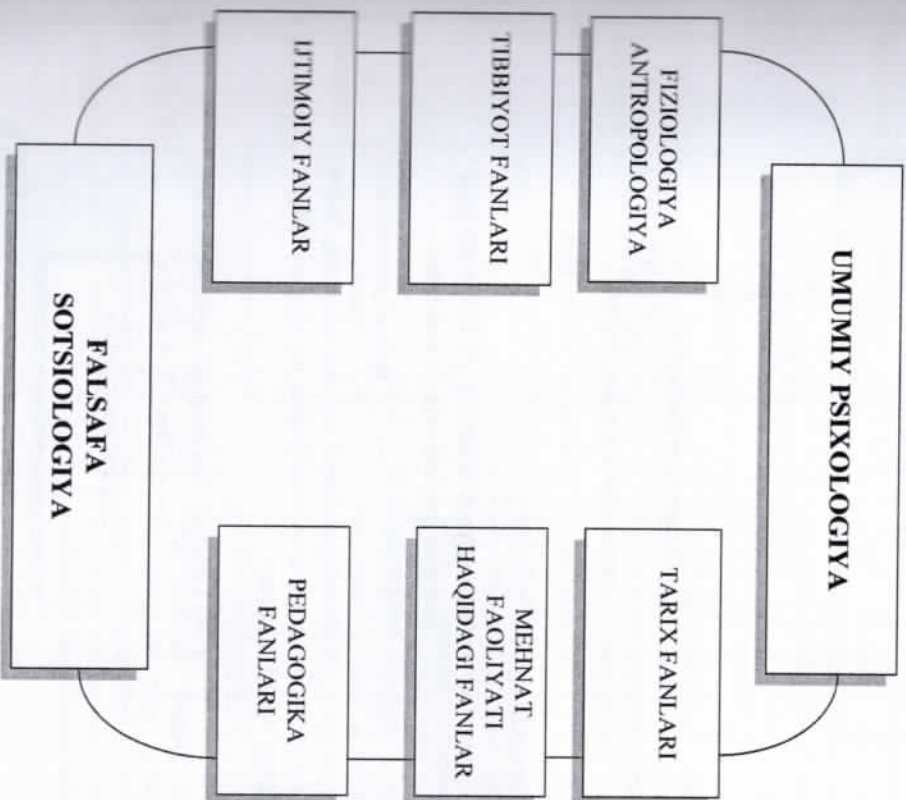 UMUMIY PSIXOLOGIYA
FIZIOLOGIYA
ANTROPOLOGIYA
TIBBIYOT FANLARI
IJTIMOIY FANLAR
TARIX FANLARI
MEHNAT
FAOLIYATI
HAQIDAGI FANLAR
PEDAGOGIKA
FANLARI
FALSAFA
SOTSIOLOGIYA